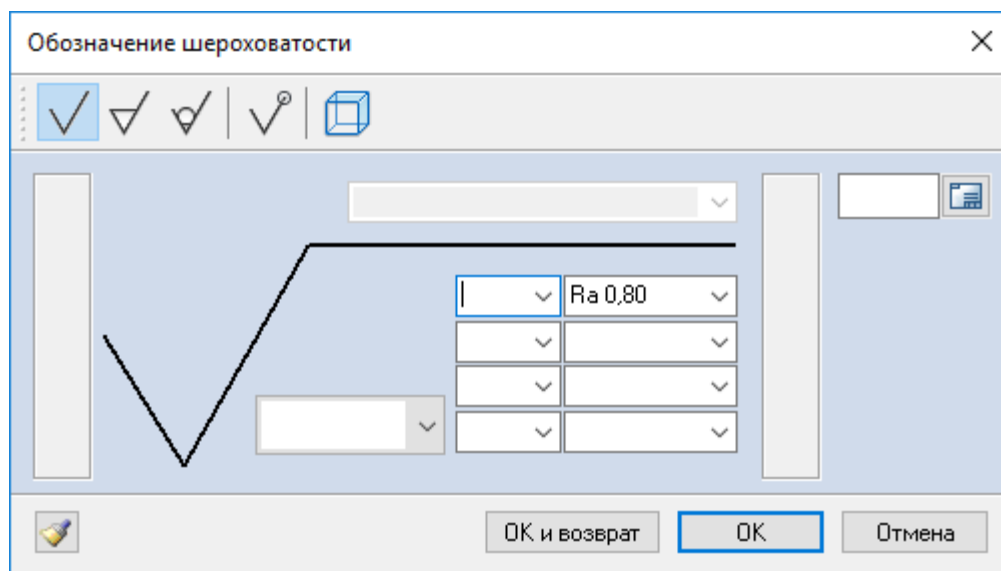 Обозначение шероховатости
Ra 0,80
ОК и возврат
ОК
Отмена